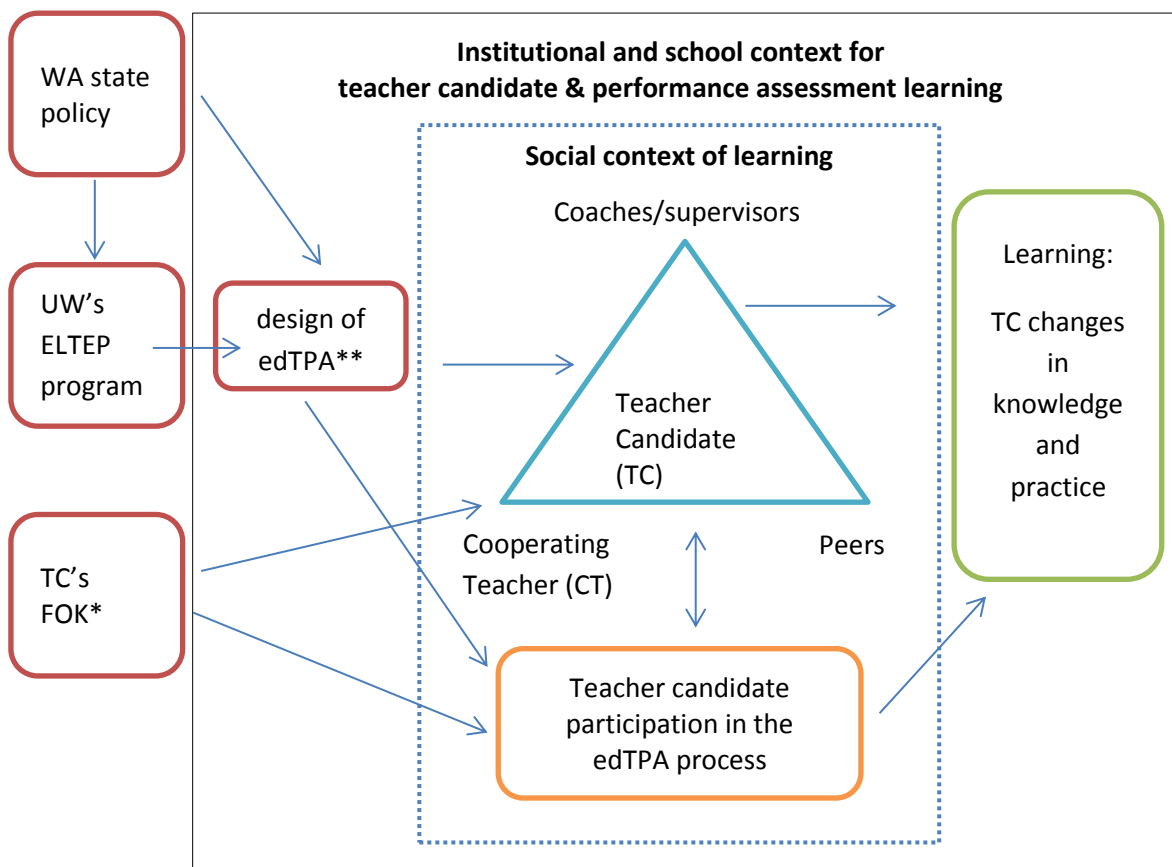 Institutional and school context for
teacher candidate & performance assessment learning
WA state
policy
Social context of learning
Coaches/supervisors
UW’s
ELTEP
program
design of
edTPA**
Teacher
Candidate
(TC)
Learning:
TC changes
in
knowledge
and
practice
TC’s
FOK*
Cooperating
Teacher (CT)
Peers
Teacher candidate
participation in the
edTPA process